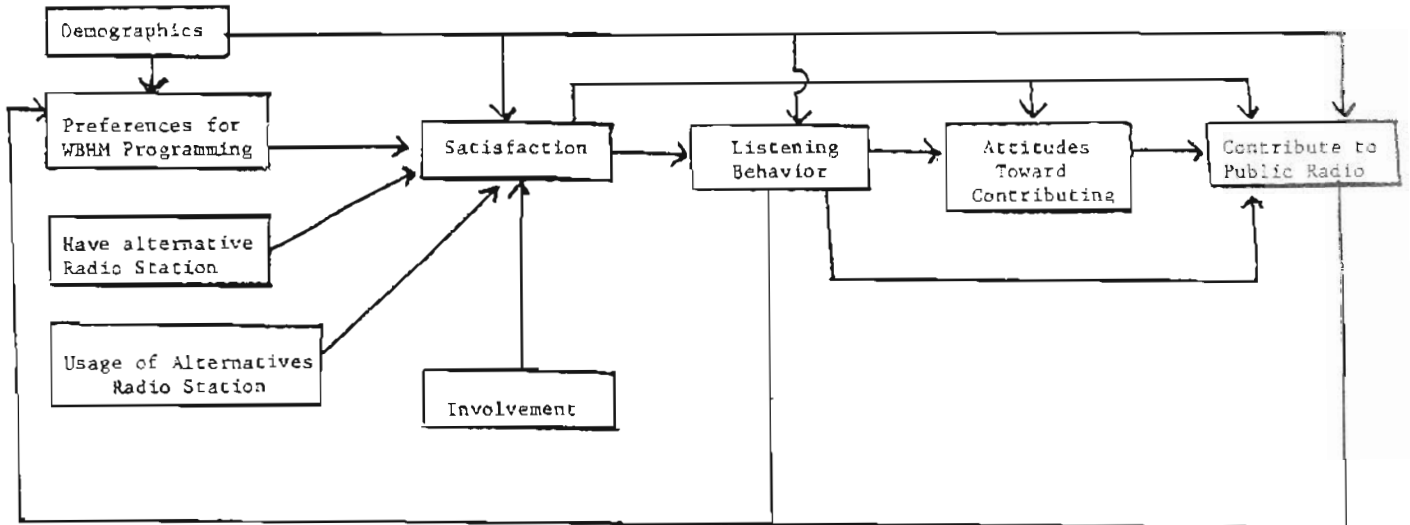 Demographics
Preferences for
WBHM Programming
Satisfaction
Listening
Behavior
Attitudes
Toward
Contributing
Contribute to
Public Radio
Have alternative
Radio Station
Usage of Alternatives
Radio Station
Involvement